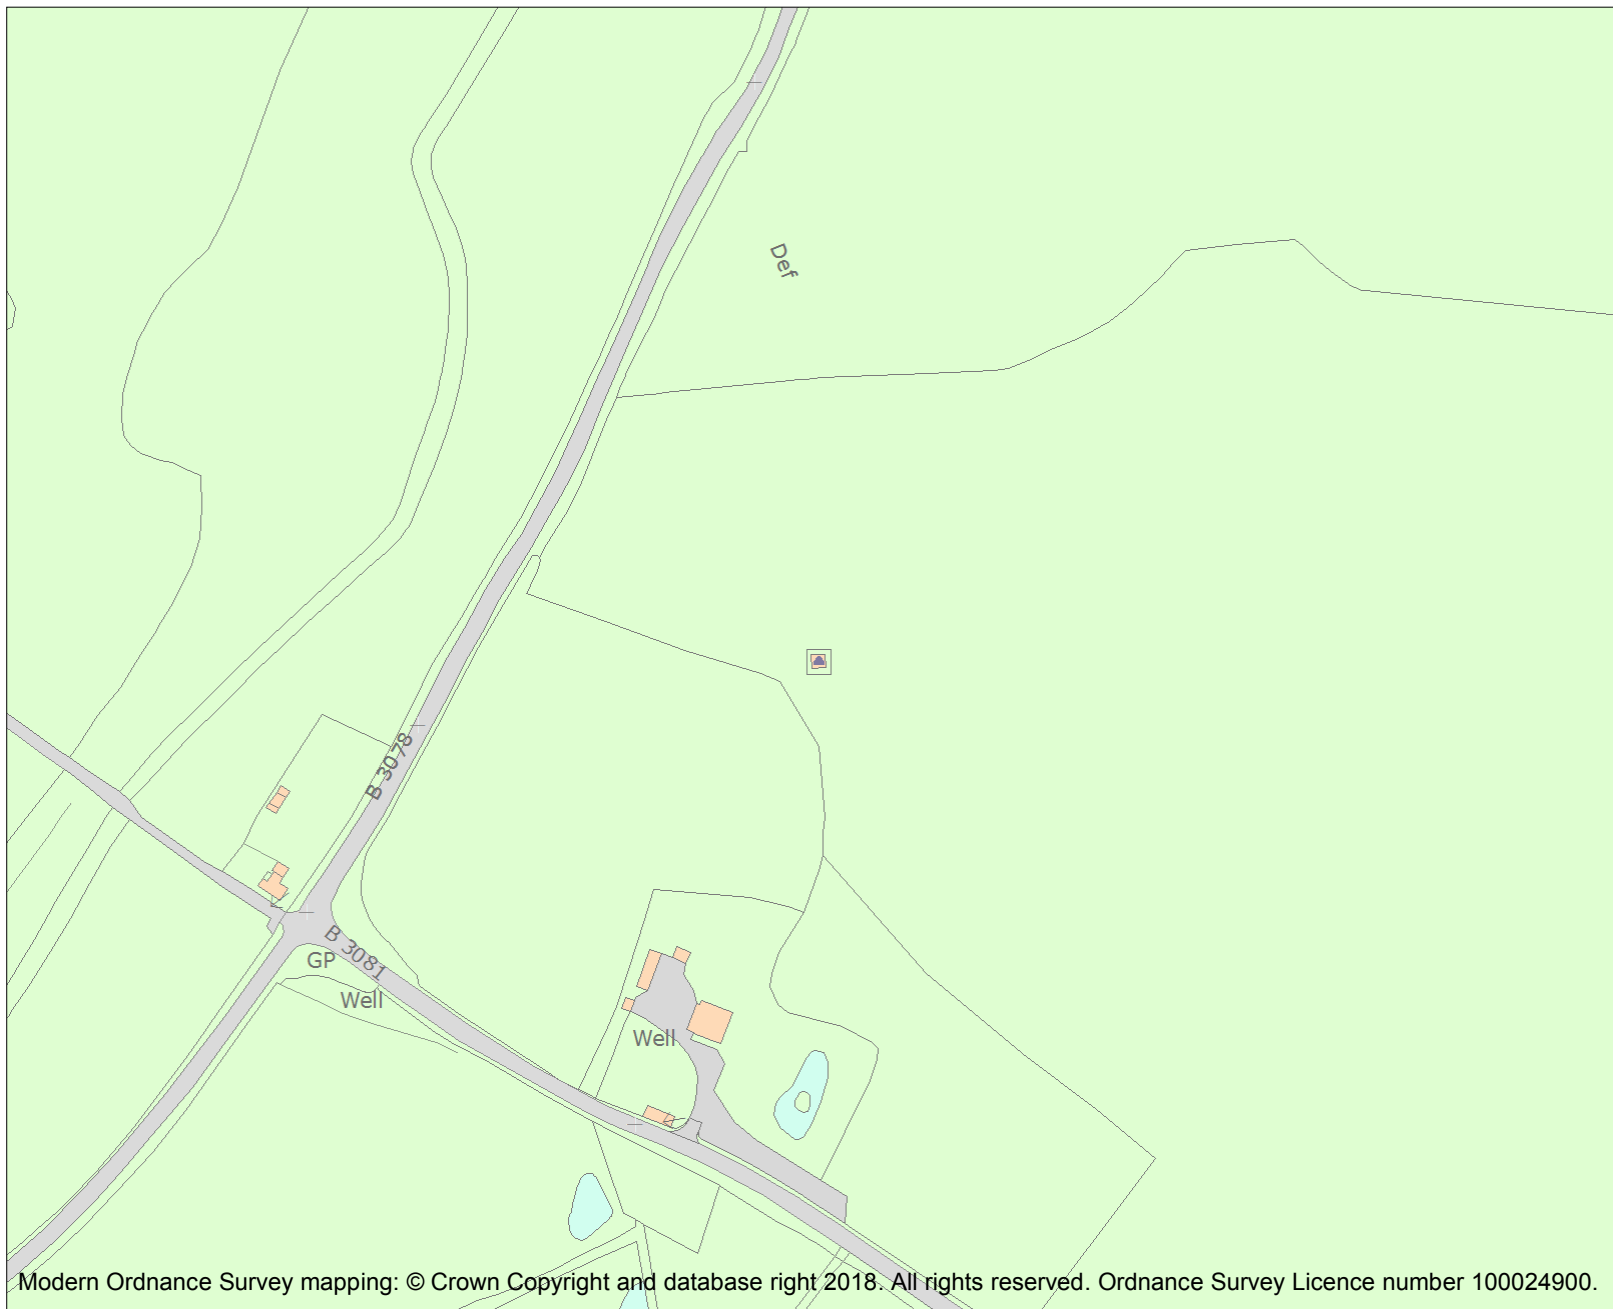 Def
B 3078
B 3081
GP
Well
Well
Modern Ordnance Survey mapping: © Crown Copyright and database right 2018. All rights reserved. Ordnance Survey Licence number 100024900.